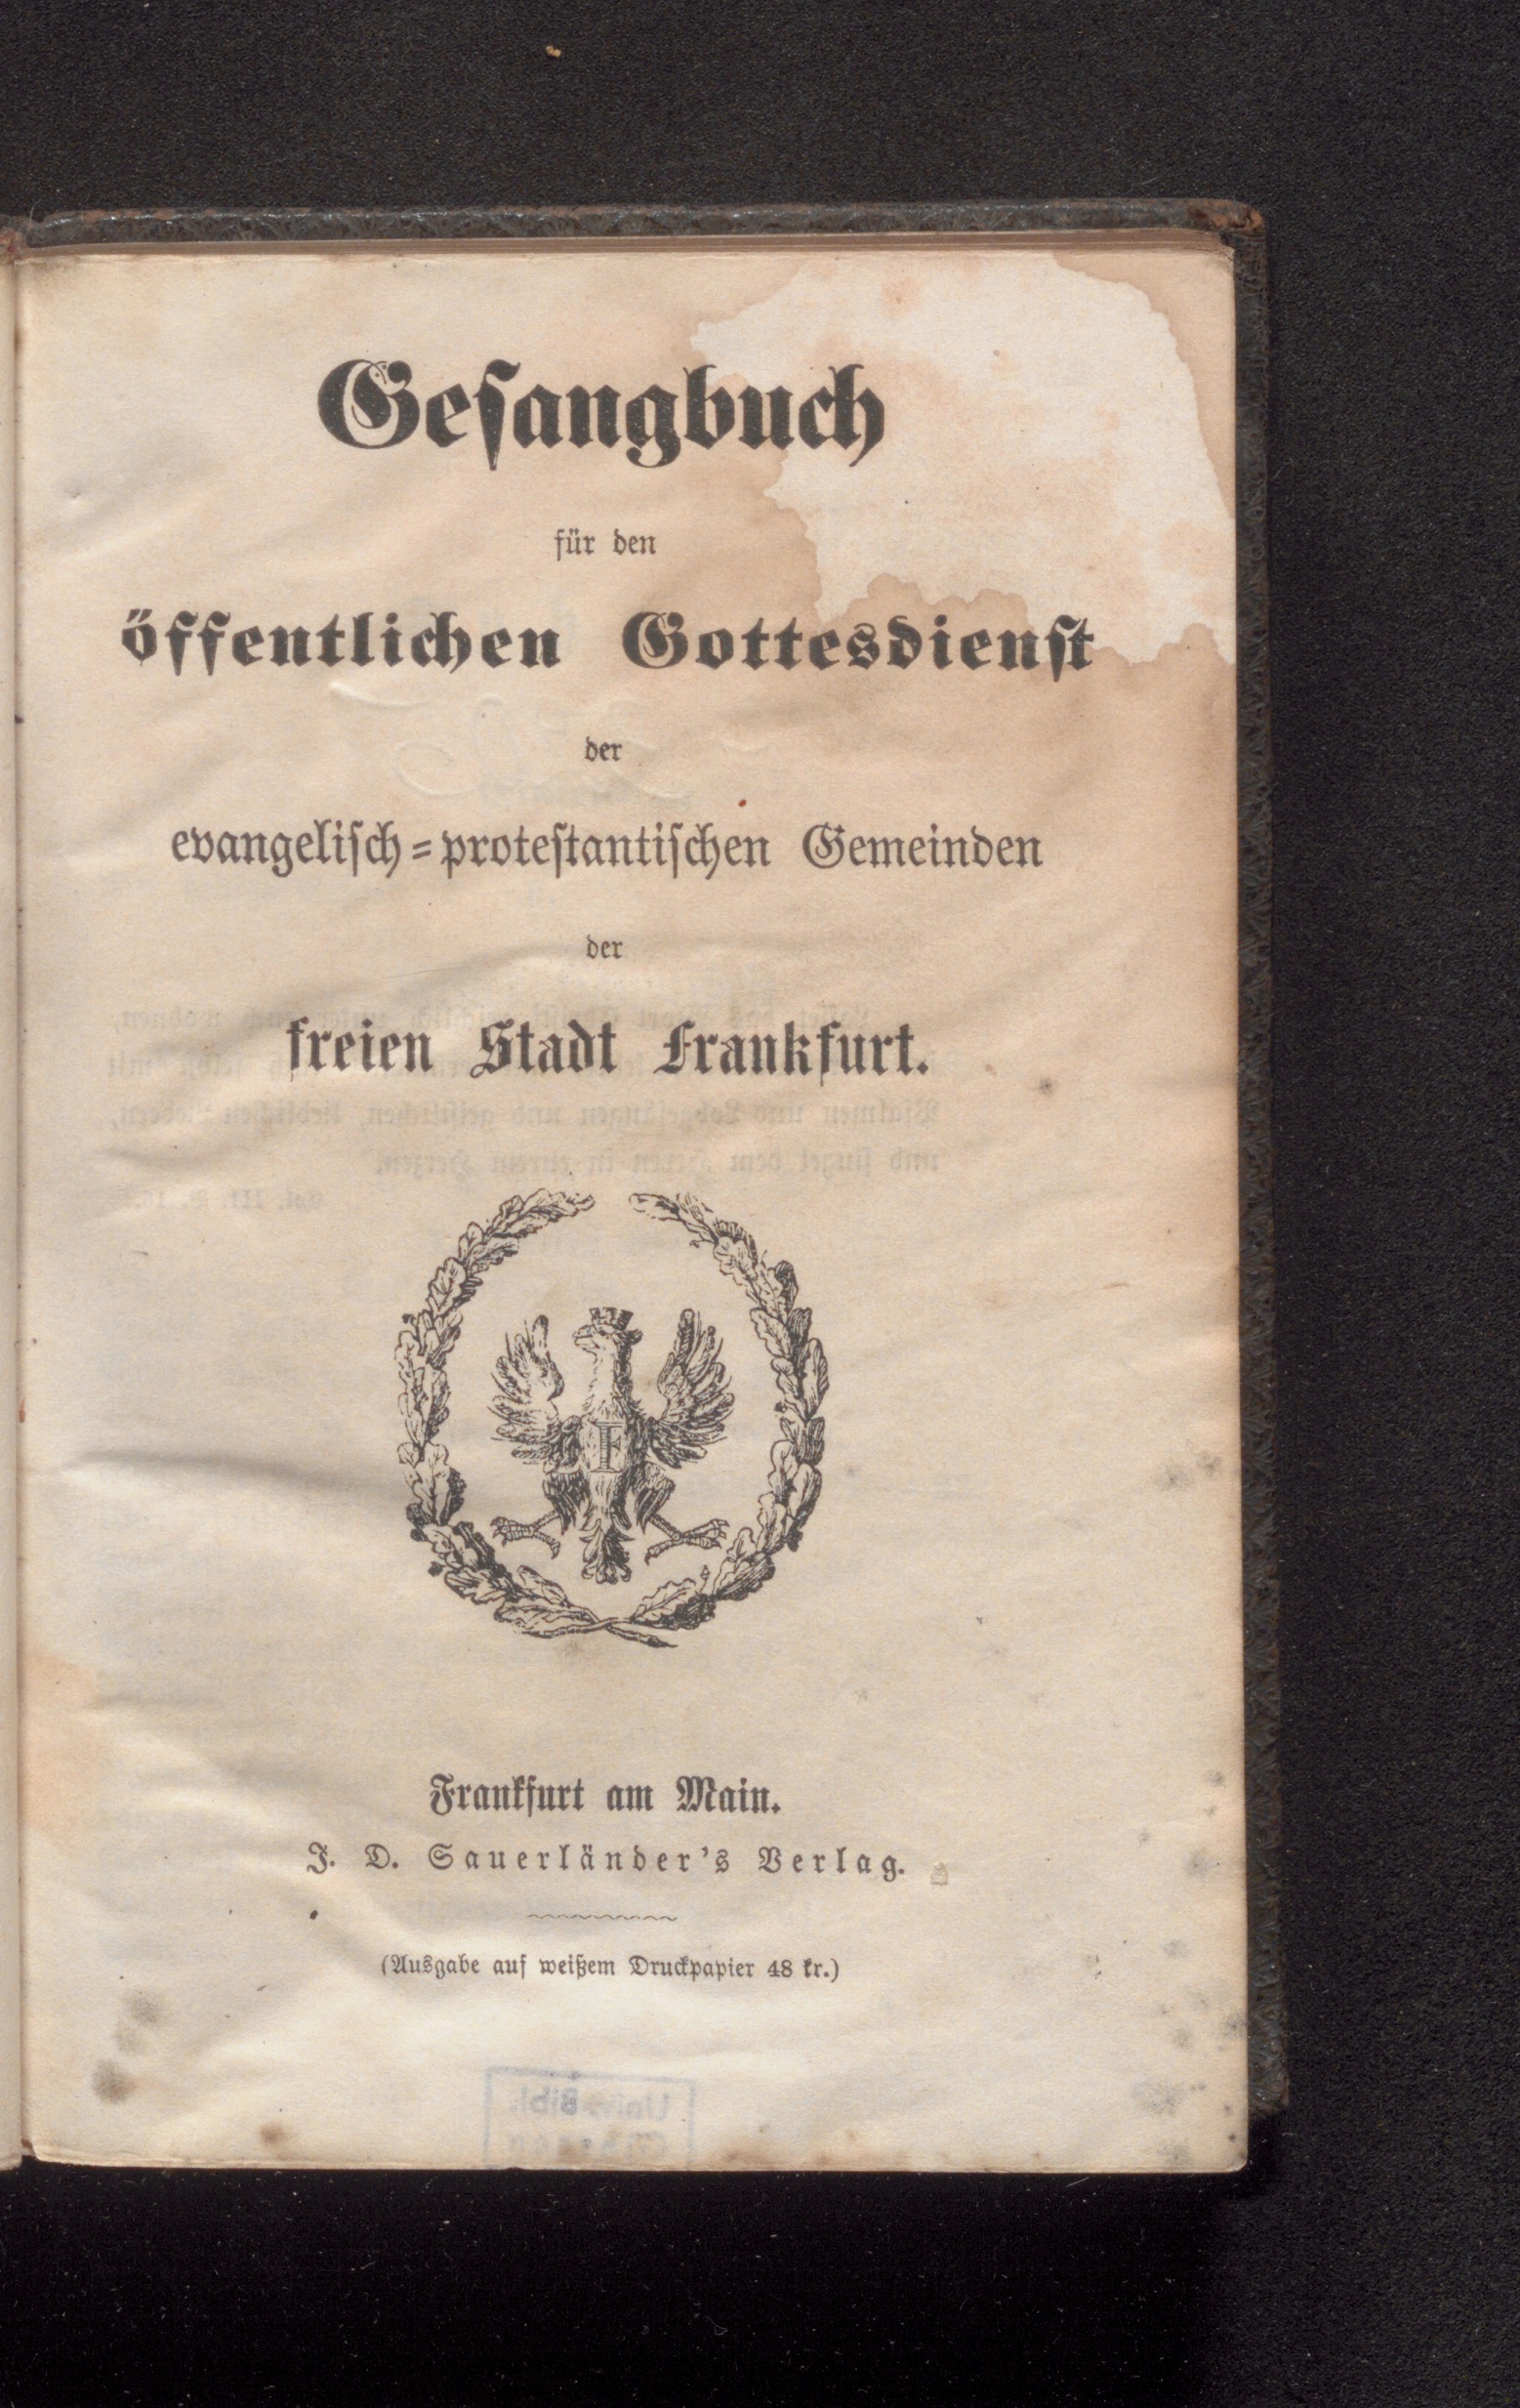 Gesangbuch
für den
öffentlichen Gottesdienst
der
evangelisch=protestantischen Gemeinden
der
freien Stadt Frankfurt.
F
Frankfurt am Main.
J. D. Sauerländer's Verlag.
(Ausgabe auf weißem Druckpapier 48 kr.)